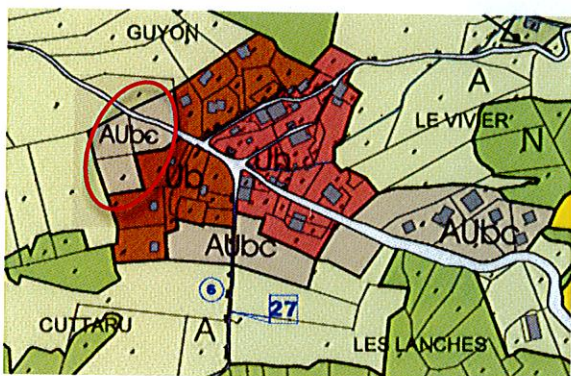 GUYON
A
AUbc
LE VIVIER
N
Ub
Ub
AUbc
AUbc
6
27
CUTTARU
A
LES LANCHES